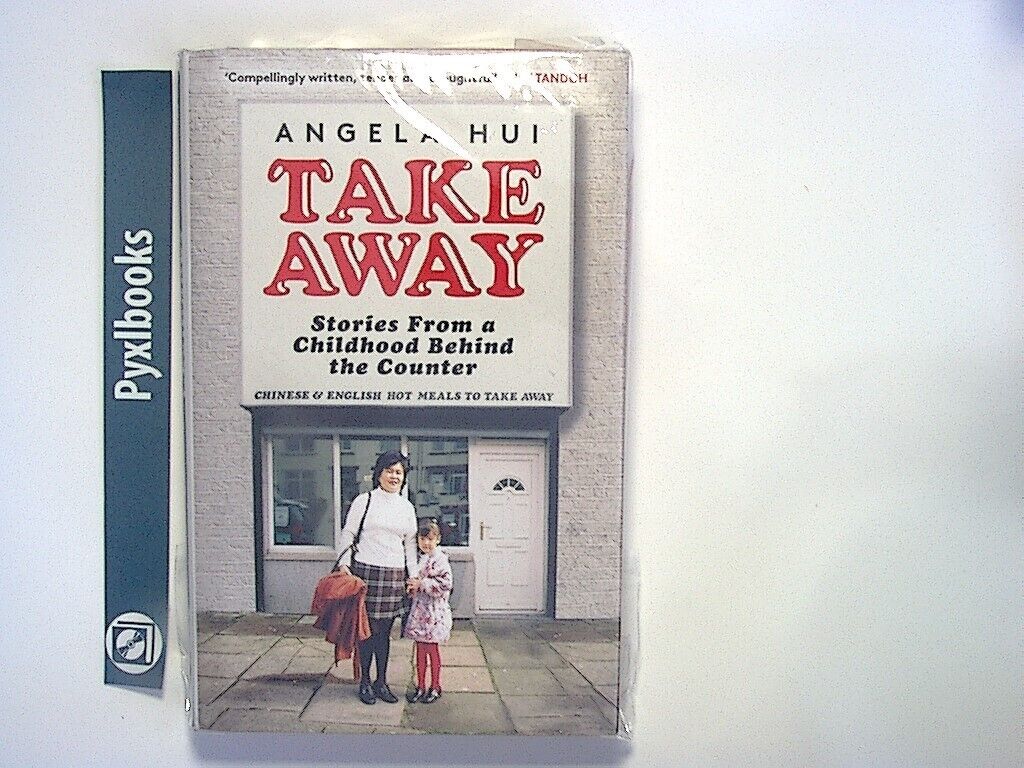 Pyxlbooks
'Compellingly written, TANDOH
ANGELA HUI
TAKE
AWAY
Stories From a
Childhood Behind
the Counter
CHINESE & ENGLISH HOT MEALS TO TAKE AWAY